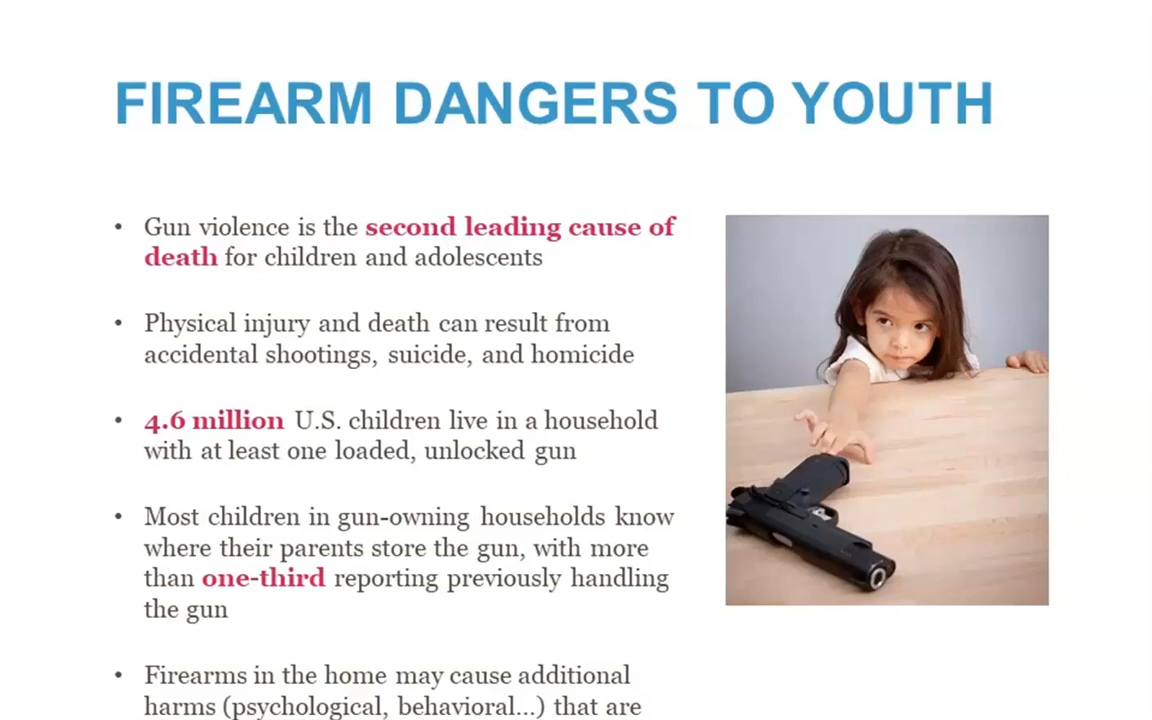 FIREARM DANGERS TO YOUTH
• Gun violence is the second leading cause of
death for children and adolescents
• Physical injury and death can result from
accidental shootings, suicide, and homicide
• 4.6 million U.S. children live in a household
with at least one loaded, unlocked gun
• Most children in gun-owning households know
where their parents store the gun, with more
than one-third reporting previously handling
the gun
• Firearms in the home may cause additional
harms (psychological, behavioral...) that are